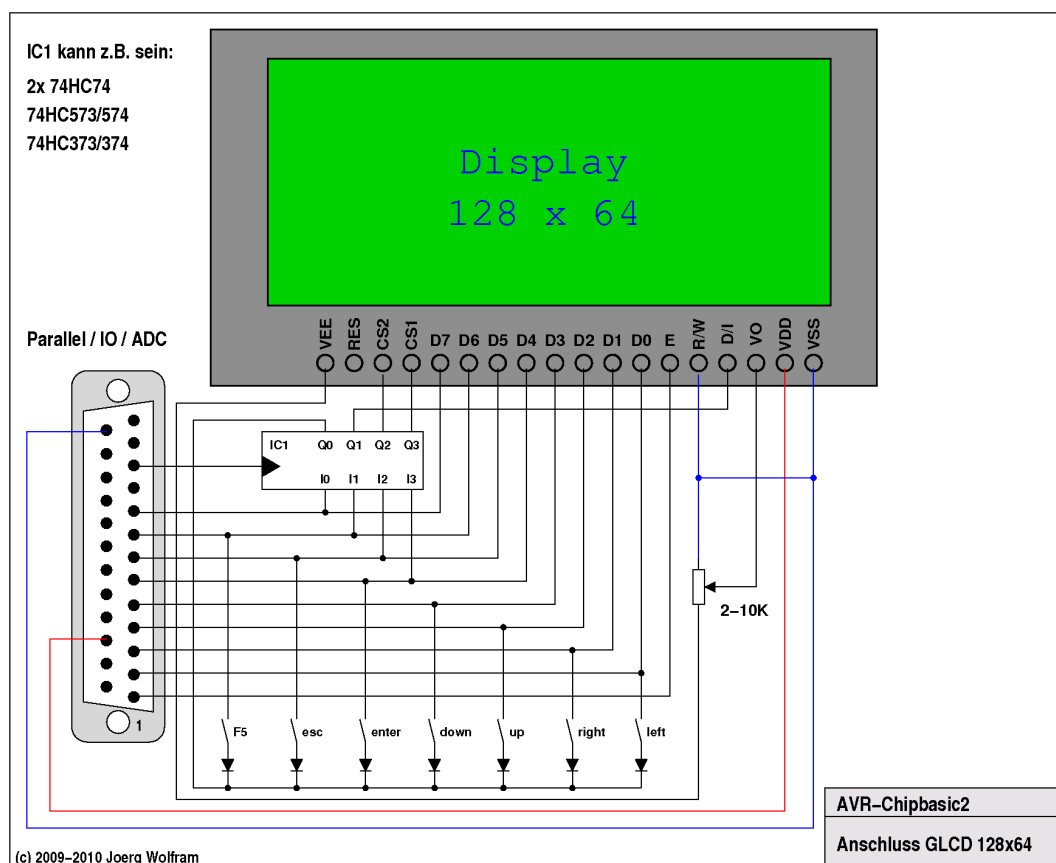 IC1 kann z.B. sein:
2x 74HC74
74HC573/574
74HC373/374
Display
128 x 64
VEE RES CS2 CS1 D7 D6 D5 D4 D3 D2 D1 D0 E R/W D/I VO VDD VSS
Parallel / IO / ADC
IC1 Q0 Q1 Q2 Q3
I0 I1 I2 I3
2-10K
1
F5 esc enter down up right left
AVR-Chipbasic2
Anschluss GLCD 128x64
(c) 2009-2010 Joerg Wolfram